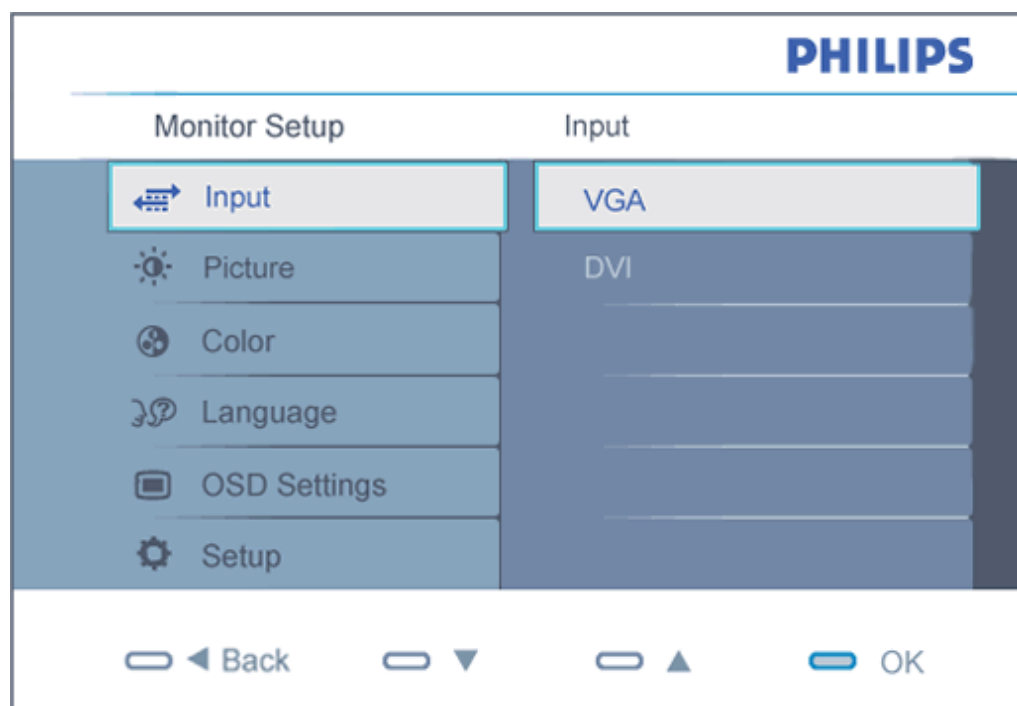 PHILIPS
Monitor Setup Input
Input VGA
Picture DVI
Color
Language
OSD Settings
Setup
Back OK